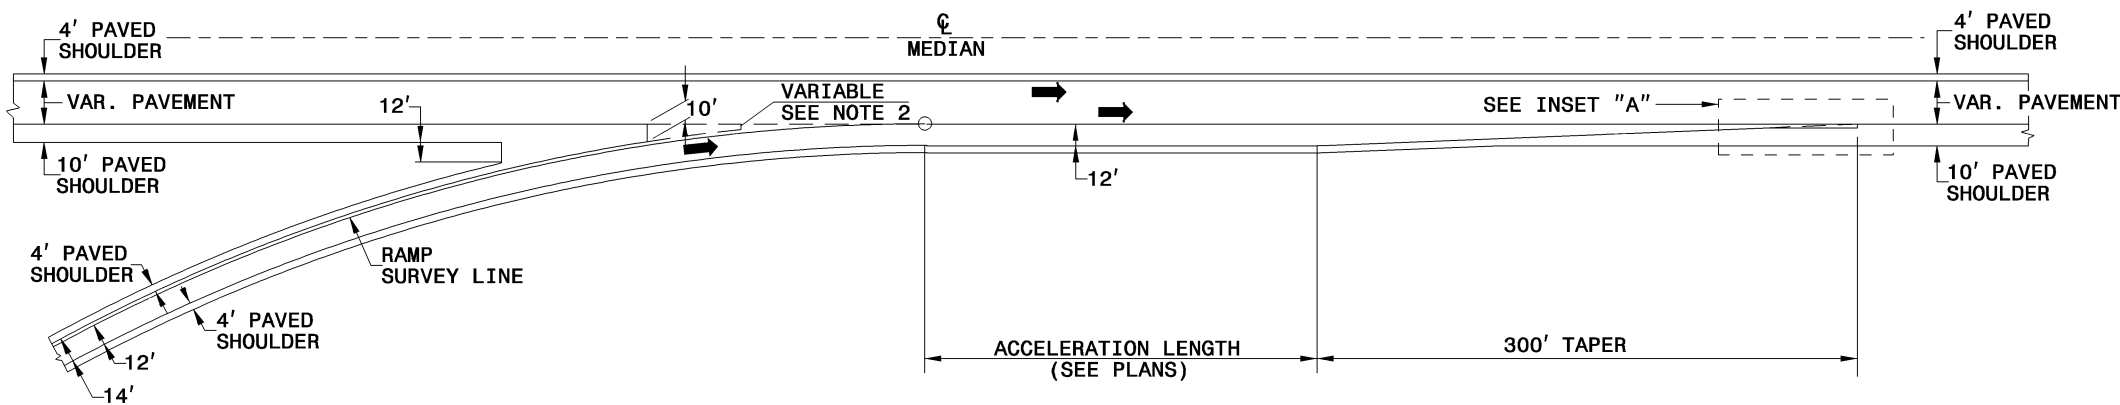 4' PAVED
SHOULDER
℄
MEDIAN
4' PAVED
SHOULDER
VAR. PAVEMENT
12'
10'
VARIABLE
SEE NOTE 2
SEE INSET "A"
VAR. PAVEMENT
10' PAVED
SHOULDER
12'
10' PAVED
SHOULDER
4' PAVED
SHOULDER
RAMP
SURVEY LINE
4' PAVED
SHOULDER
12'
14'
ACCELERATION LENGTH
(SEE PLANS)
300' TAPER